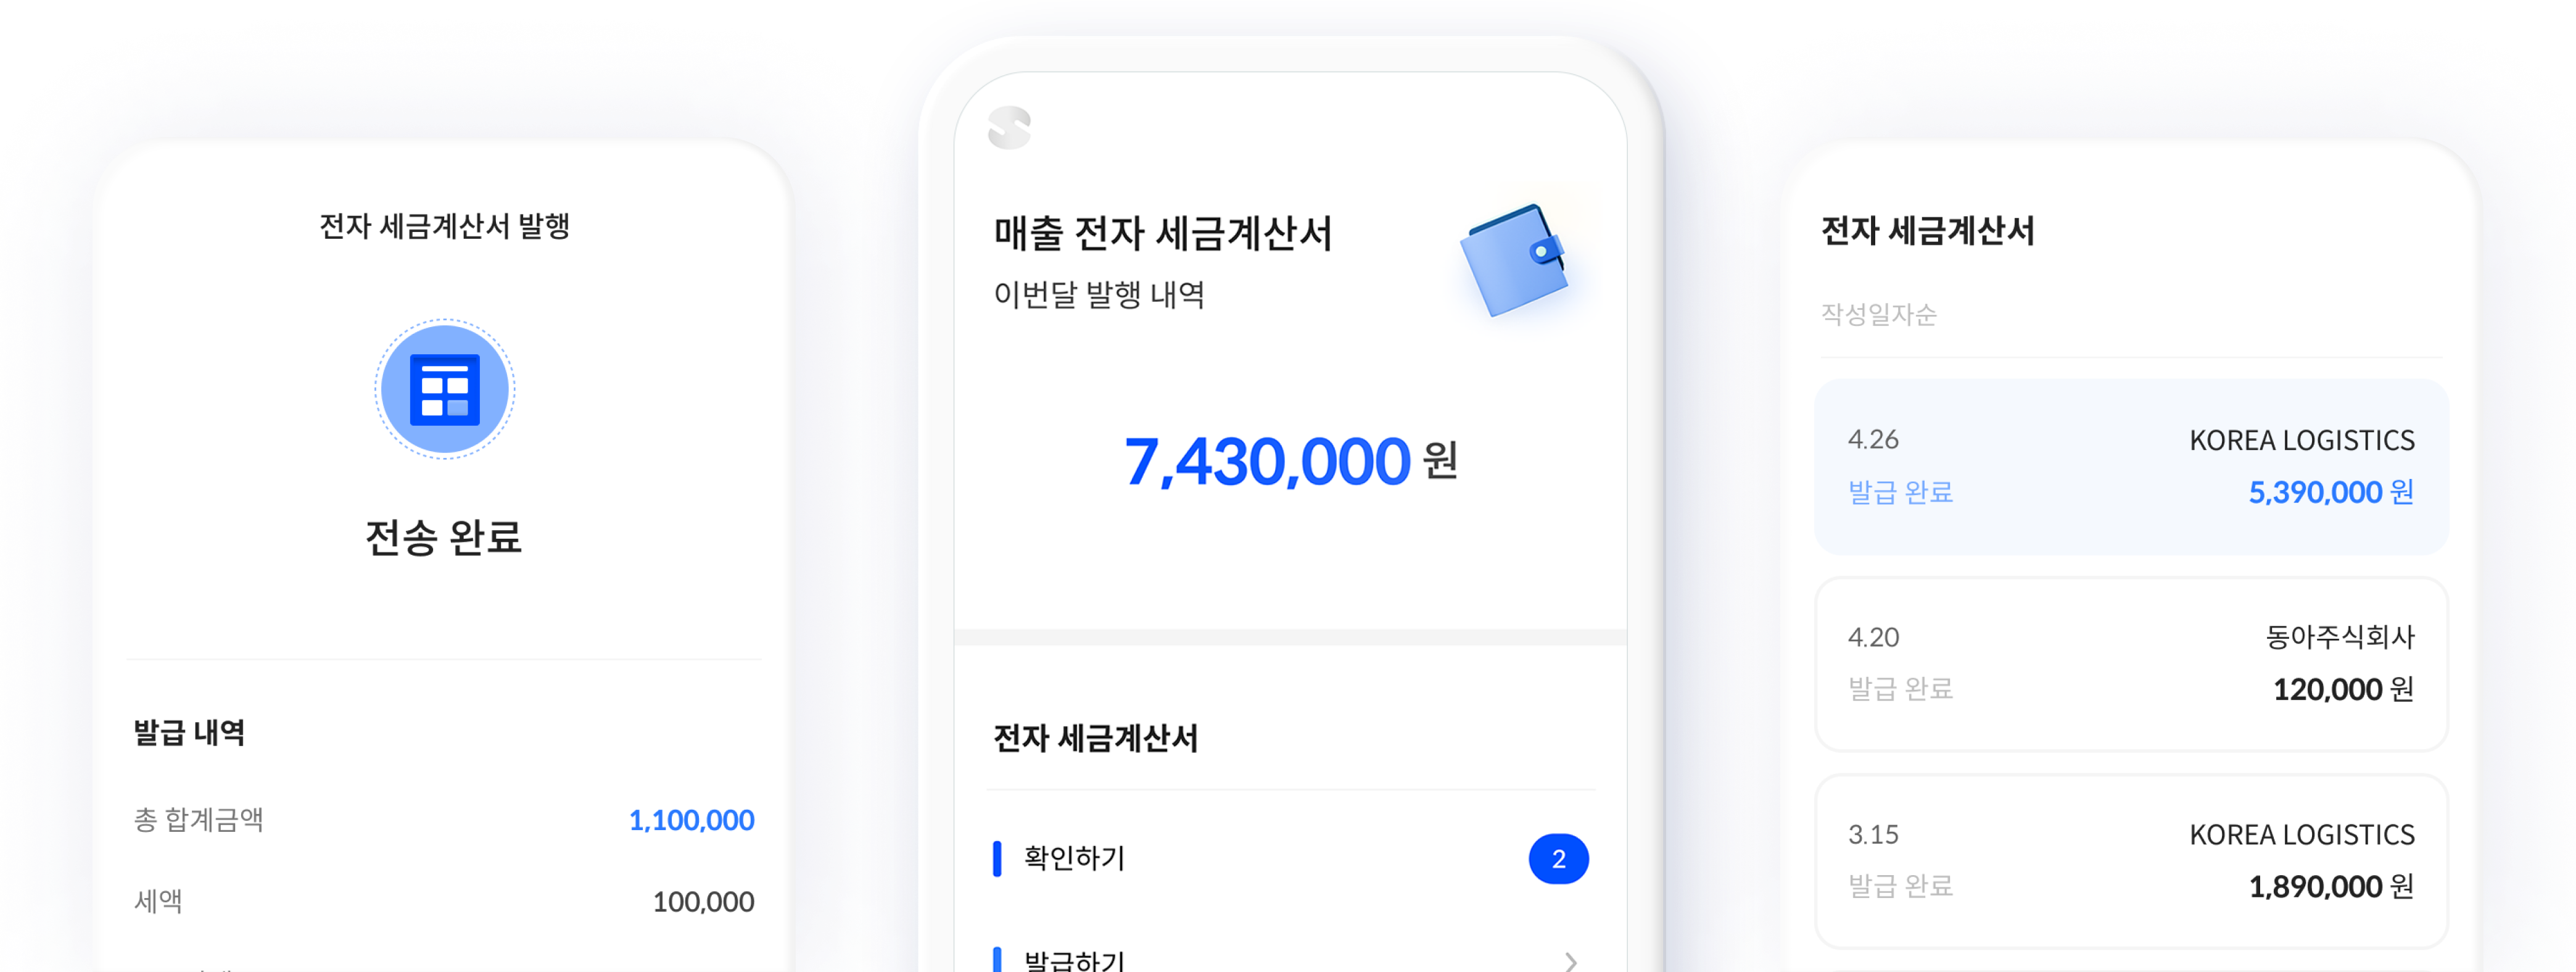 전자 세금계산서 발행
전송 완료
발급 내역
총 합계금액 1,100,000
세액 100,000
매출 전자 세금계산서
이번달 발행 내역
7,430,000 원
전자 세금계산서
확인하기 2
발급하기
전자 세금계산서
작성일자순
4.26 KOREA LOGISTICS
발급 완료 5,390,000 원
4.20 동아주식회사
발급 완료 120,000 원
3.15 KOREA LOGISTICS
발급 완료 1,890,000 원